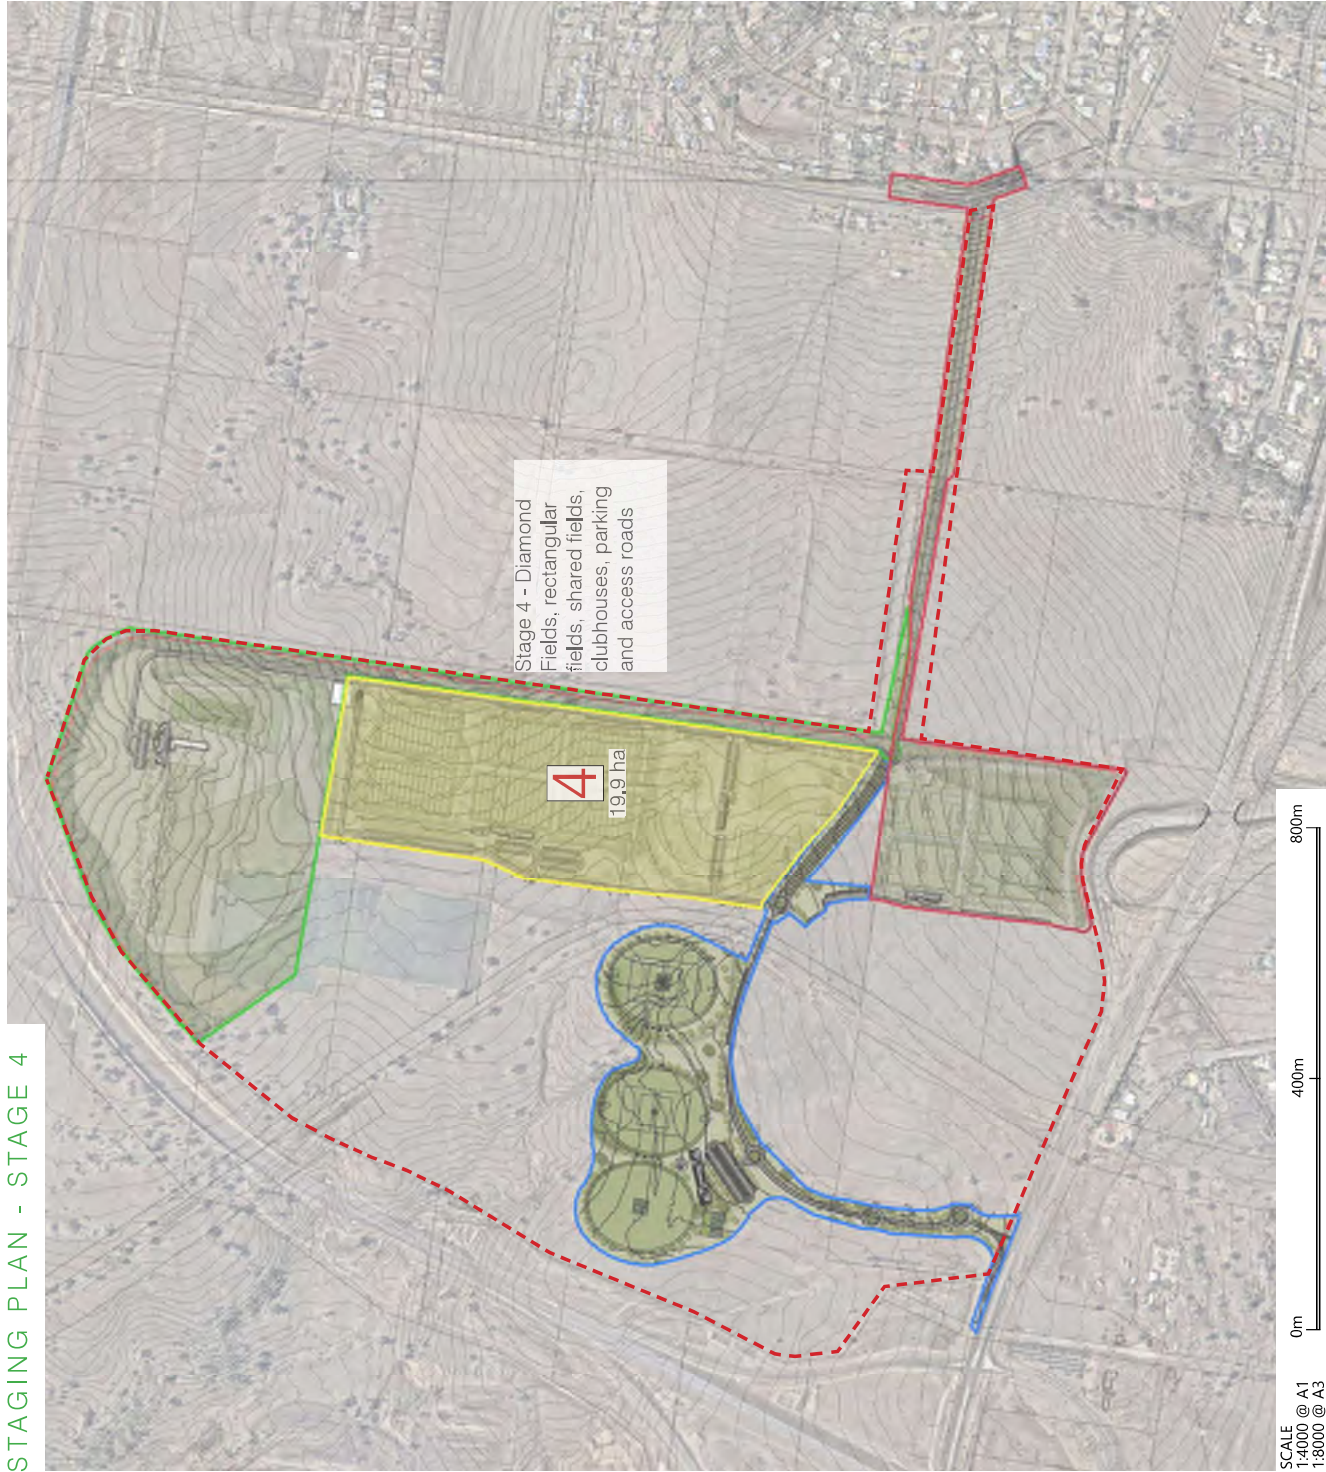 STAGING PLAN - STAGE 4
Stage 4 - Diamond
Fields, rectangular
fields, shared fields,
clubhouses, parking
and access roads
4
19.9 ha
SCALE
1:4000 @ A1
1:8000 @ A3
0m
400m
800m